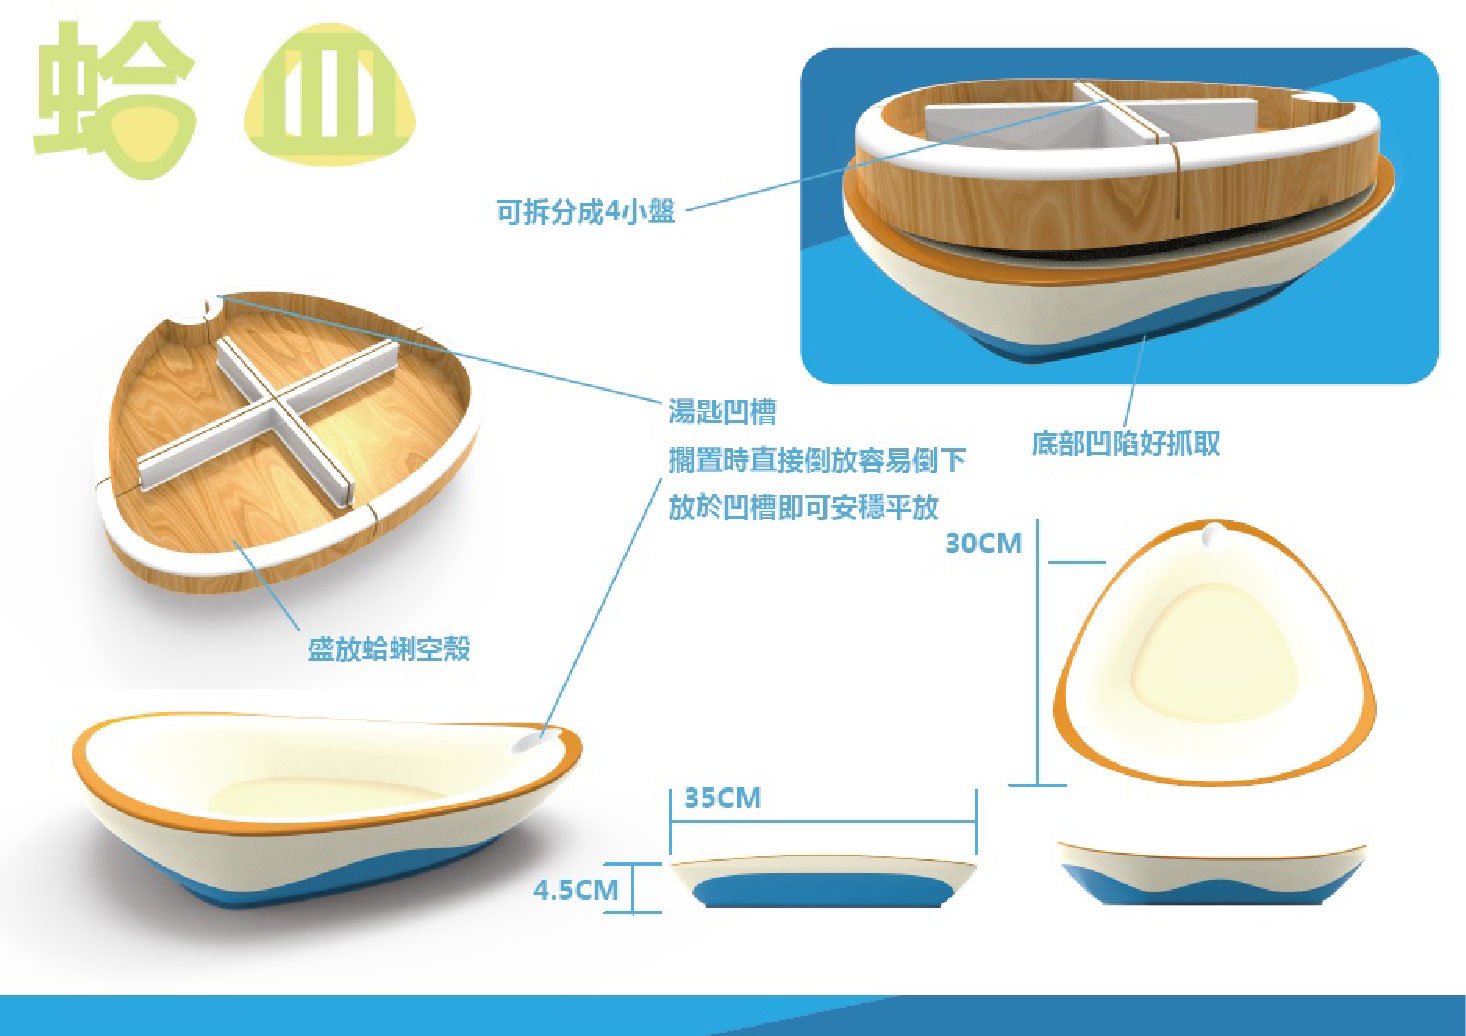 蛤皿
可拆分成4小盤
湯匙凹槽
擱置時直接倒放容易倒下
放於凹槽即可安穩平放
底部凹陷好抓取
30CM
盛放蛤蜊空殼
35CM
4.5CM